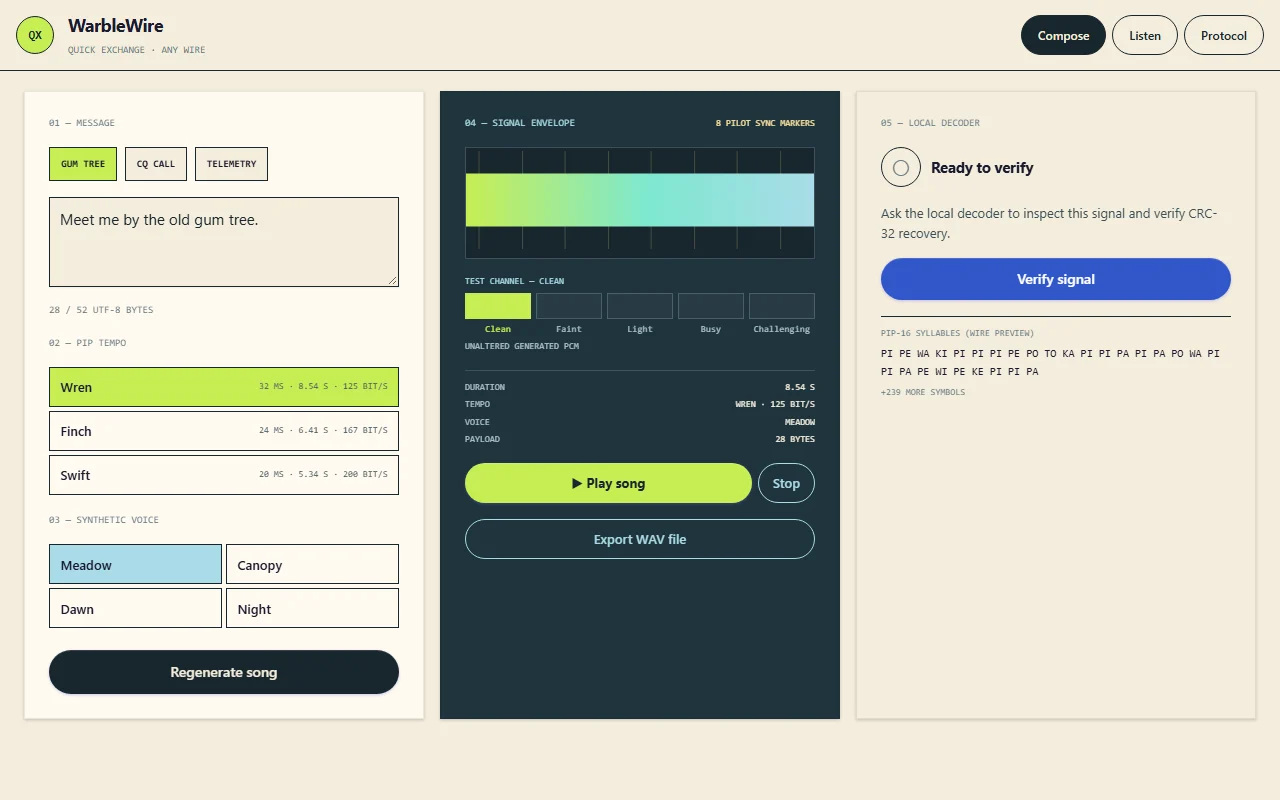 QX
WarbleWire
QUICK EXCHANGE · ANY WIRE
Compose
Listen
Protocol
01 — MESSAGE
GUM TREE
CQ CALL
TELEMETRY
Meet me by the old gum tree.
28 / 52 UTF-8 BYTES
02 — PIP TEMPO
Wren 32 MS · 8.54 S · 125 BIT/S
Finch 24 MS · 6.41 S · 167 BIT/S
Swift 20 MS · 5.34 S · 200 BIT/S
03 — SYNTHETIC VOICE
Meadow
Canopy
Dawn
Night
Regenerate song
04 — SIGNAL ENVELOPE
8 PILOT SYNC MARKERS
TEST CHANNEL — CLEAN
Clean
Faint
Light
Busy
Challenging
UNALTERED GENERATED PCM
DURATION 8.54 S
TEMPO WREN · 125 BIT/S
VOICE MEADOW
PAYLOAD 28 BYTES
▶ Play song
Stop
Export WAV file
05 — LOCAL DECODER
Ready to verify
Ask the local decoder to inspect this signal and verify CRC-
32 recovery.
Verify signal
PIP-16 SYLLABLES (WIRE PREVIEW)
PI PE WA KI PI PI PI PE PO TO KA PI PI PA PI PA PO WA PI
PI PA PE WI PE KE PI PI PA
+239 MORE SYMBOLS